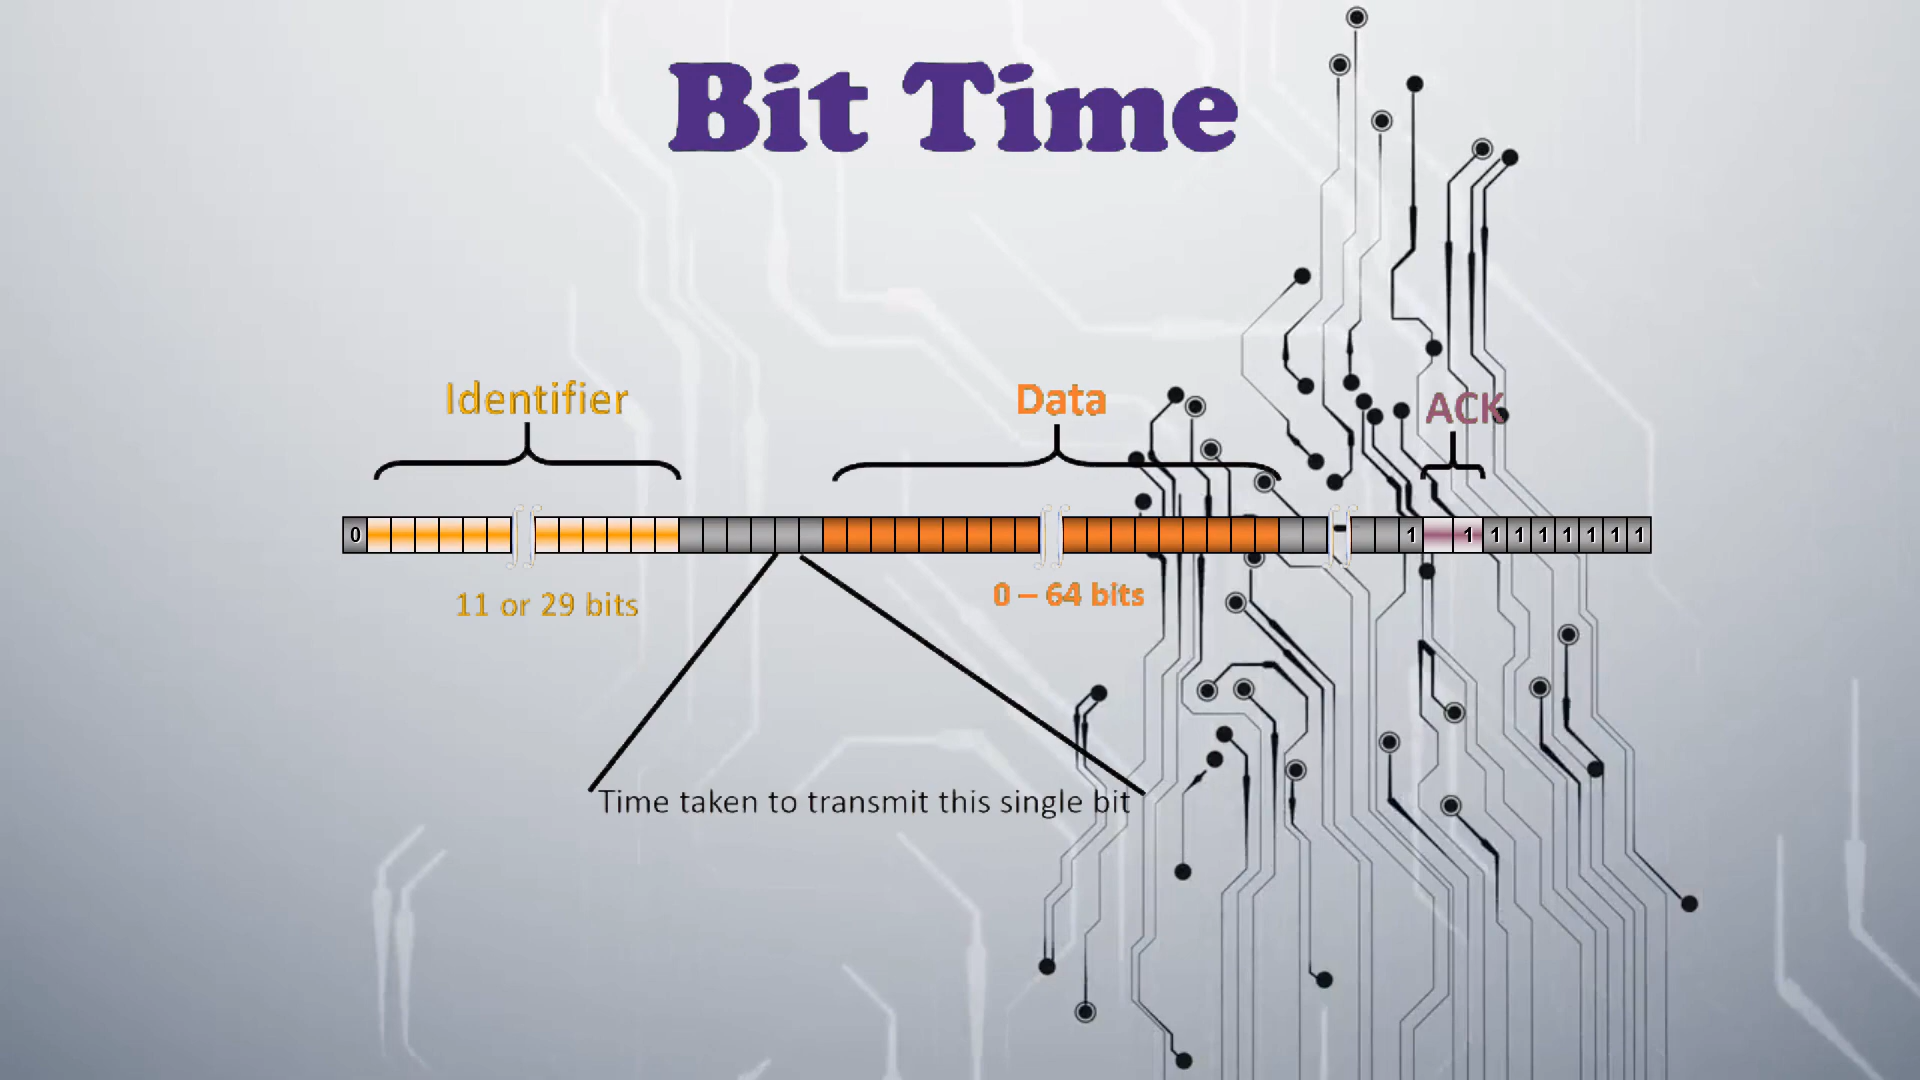 Bit Time
Identifier
Data
ACK
0 1 1 1 1 1 1 1 1 1
11 or 29 bits
0 – 64 bits
Time taken to transmit this single bit